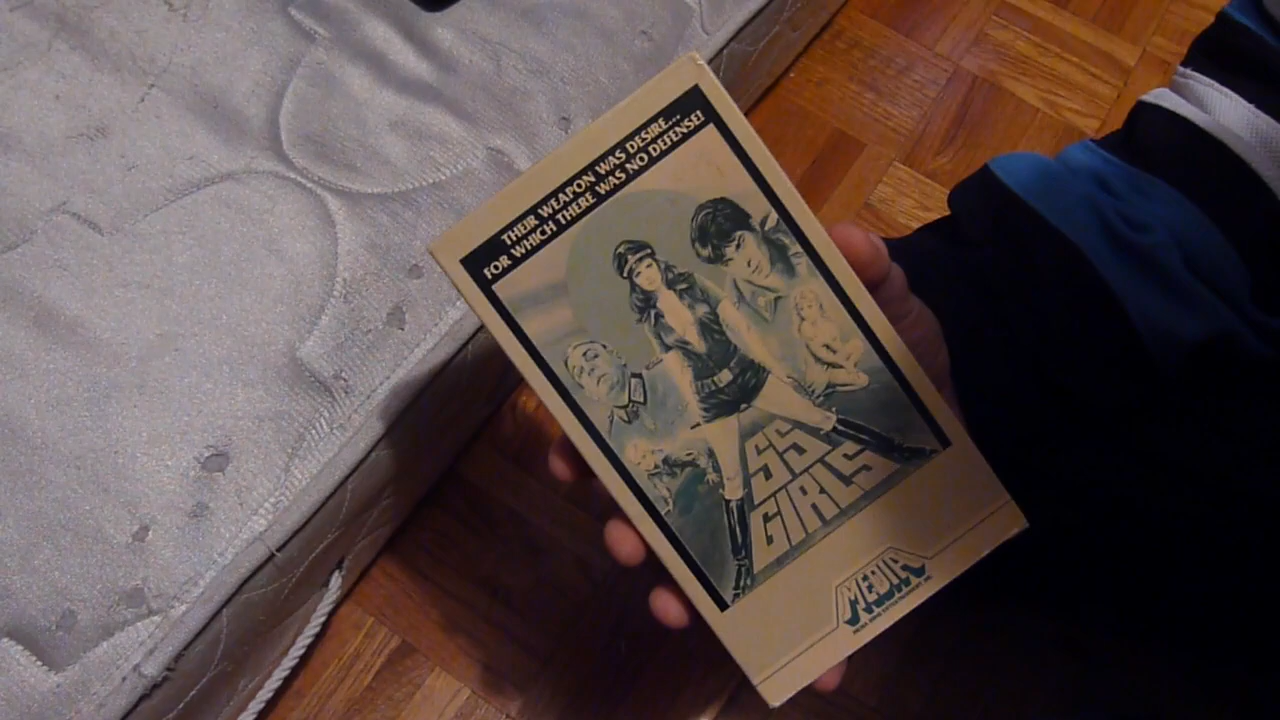 THEIR WEAPON WAS DESIRE...
FOR WHICH THERE WAS NO DEFENSE!
SS
GIRLS
MEDIA